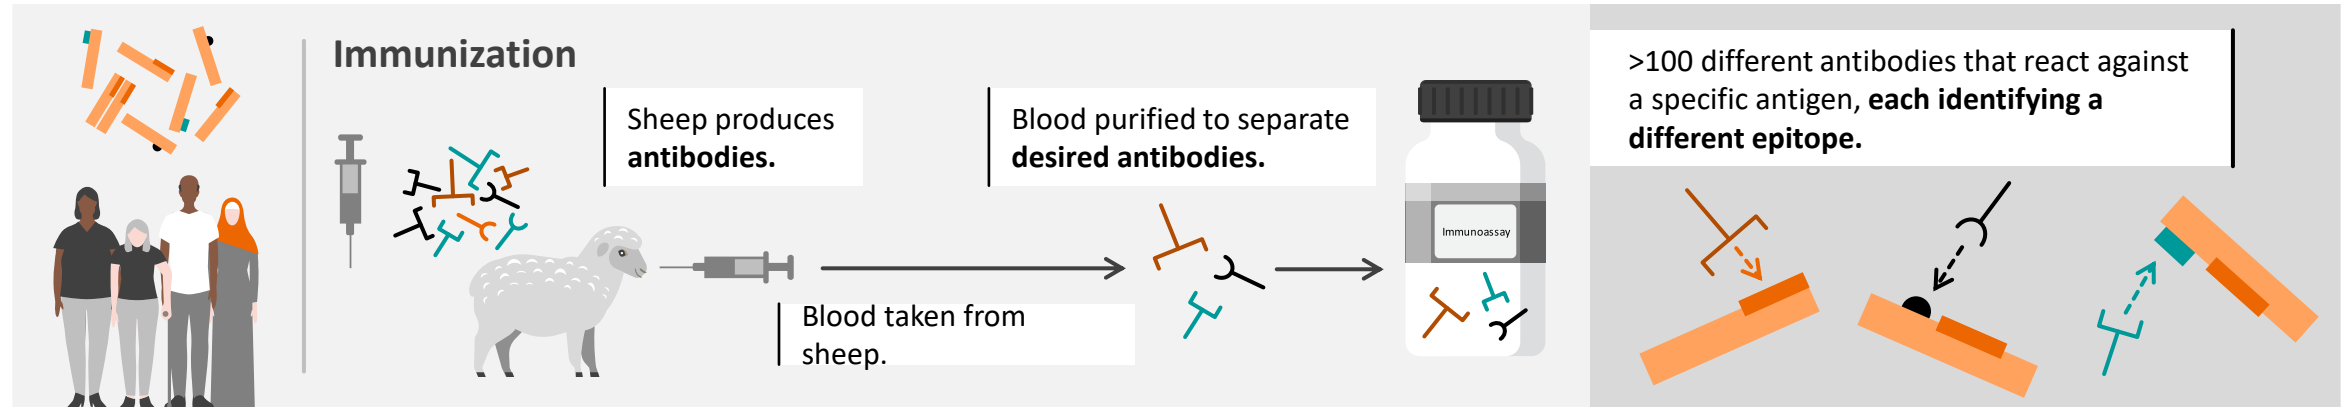 Immunization
Sheep produces
antibodies.
Blood taken from
sheep.
Blood purified to separate
desired antibodies.
Immunoassay
>100 different antibodies that react against
a specific antigen, each identifying a
different epitope.